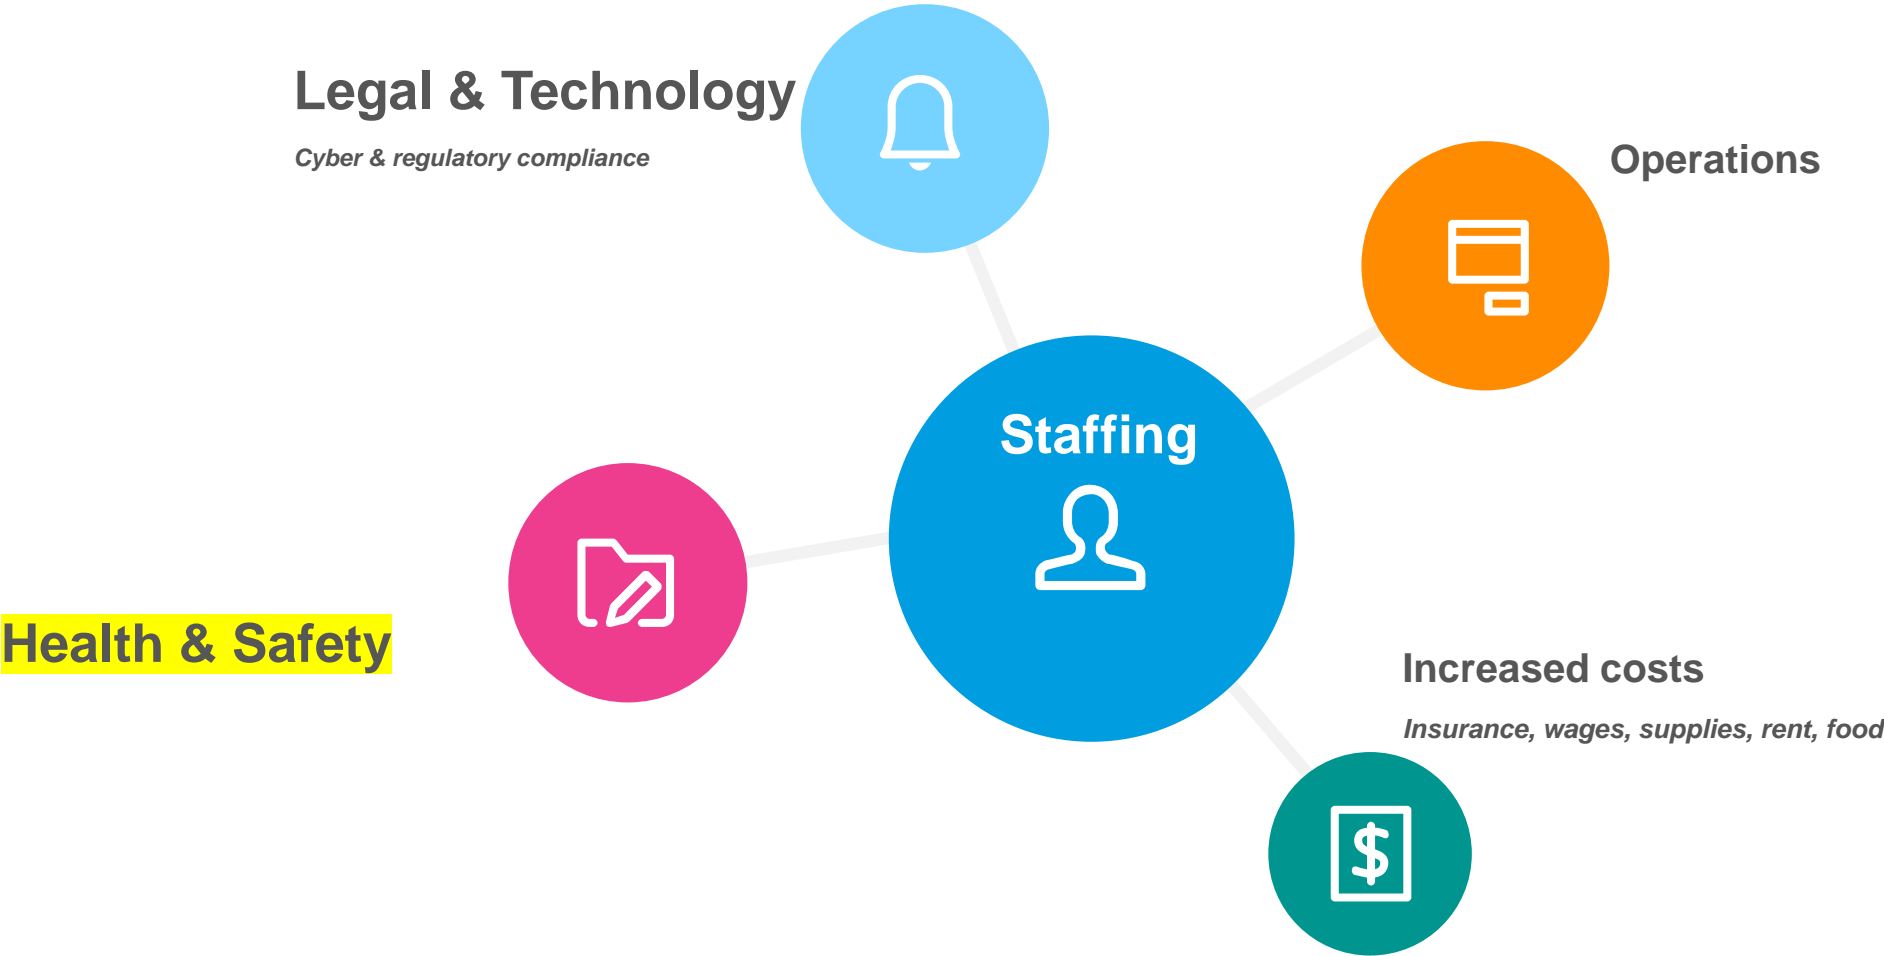 Legal & Technology
Cyber & regulatory compliance
Operations
Staffing
Health & Safety
Increased costs
Insurance, wages, supplies, rent, food
$